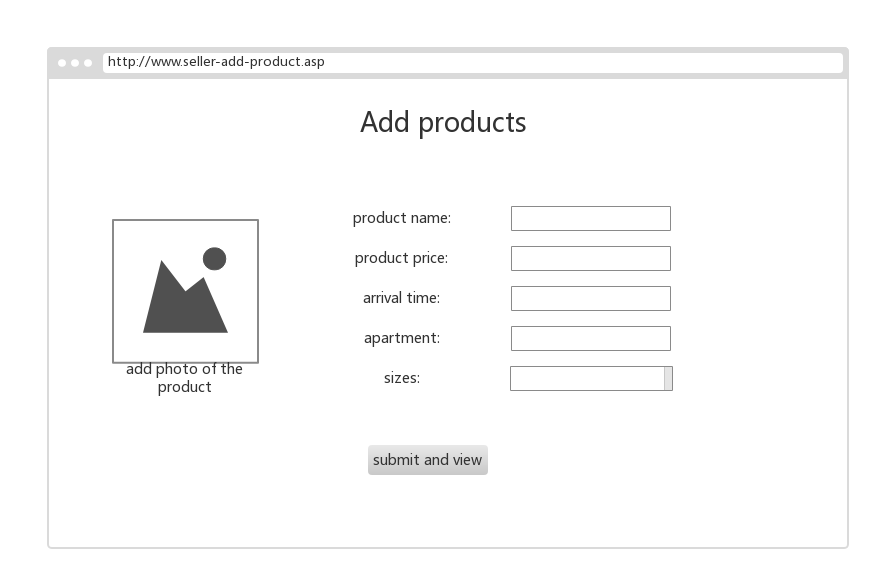 http://www.seller-add-product.asp
Add products
product name:
product price:
arrival time:
apartment:
sizes:
add photo of the
product
submit and view